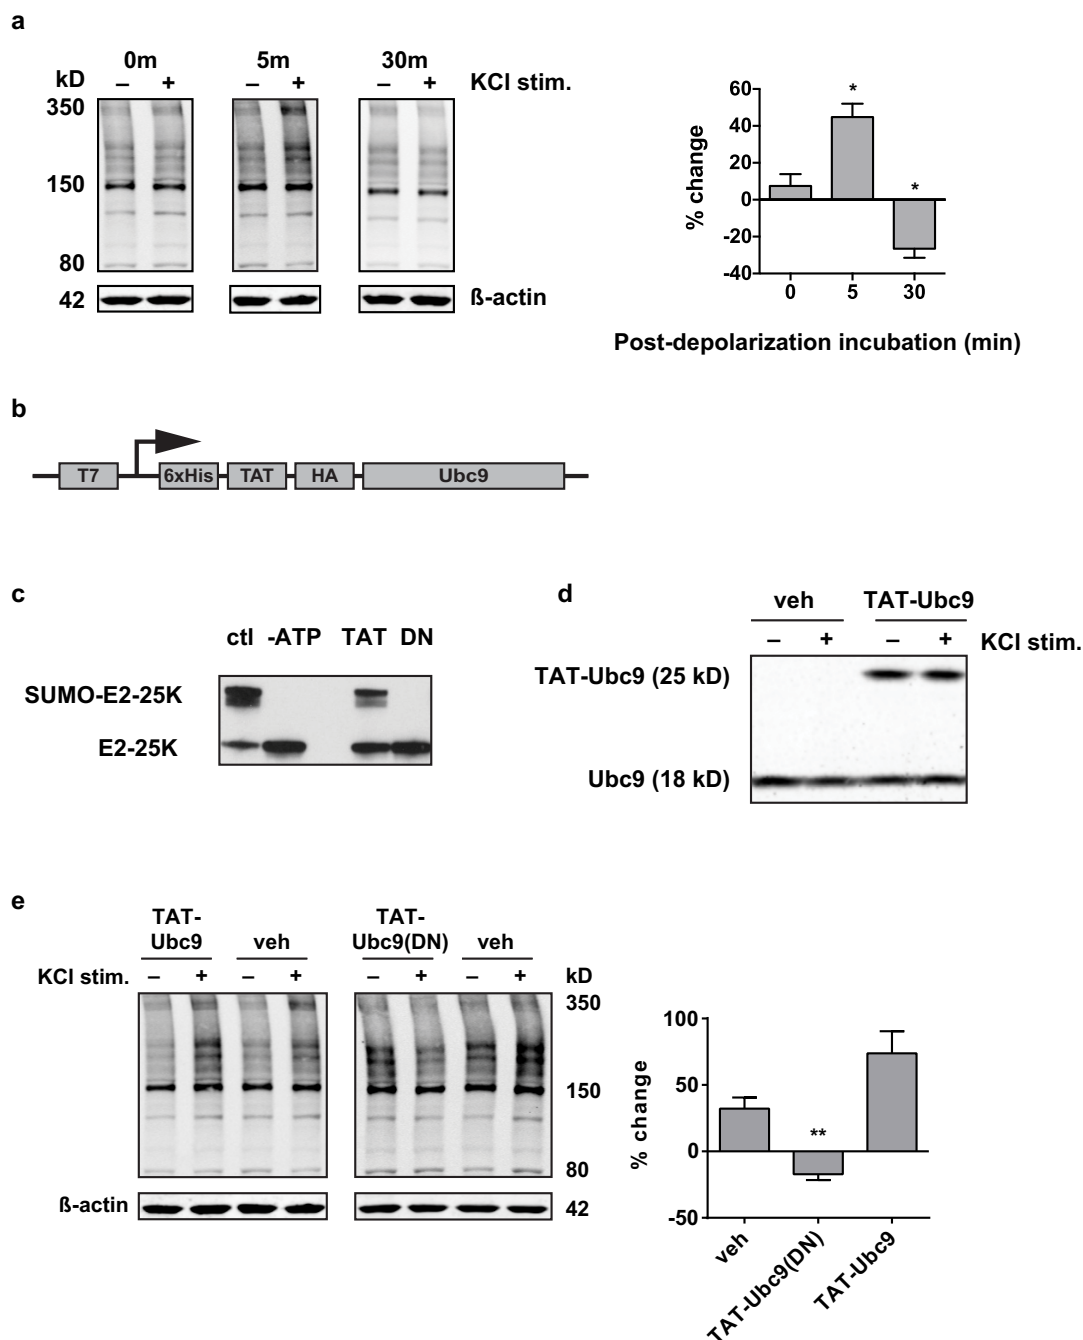 a
0m 5m 30m
kD – + – + – + KCl stim.
350
150
80
42 ß-actin
60
40
20
0
-20
-40
% change
* *
0 5 30
Post-depolarization incubation (min)
b
T7 6xHis TAT HA Ubc9
c
ctl -ATP TAT DN
SUMO-E2-25K
E2-25K
d
veh TAT-Ubc9
– + – + KCl stim.
TAT-Ubc9 (25 kD)
Ubc9 (18 kD)
e
TAT-
Ubc9 veh
TAT-
Ubc9(DN) veh
KCl stim. – + – + – + – + kD
350
150
80
ß-actin 42
100
50
0
-50
% change
**
veh
TAT-Ubc9(DN)
TAT-Ubc9